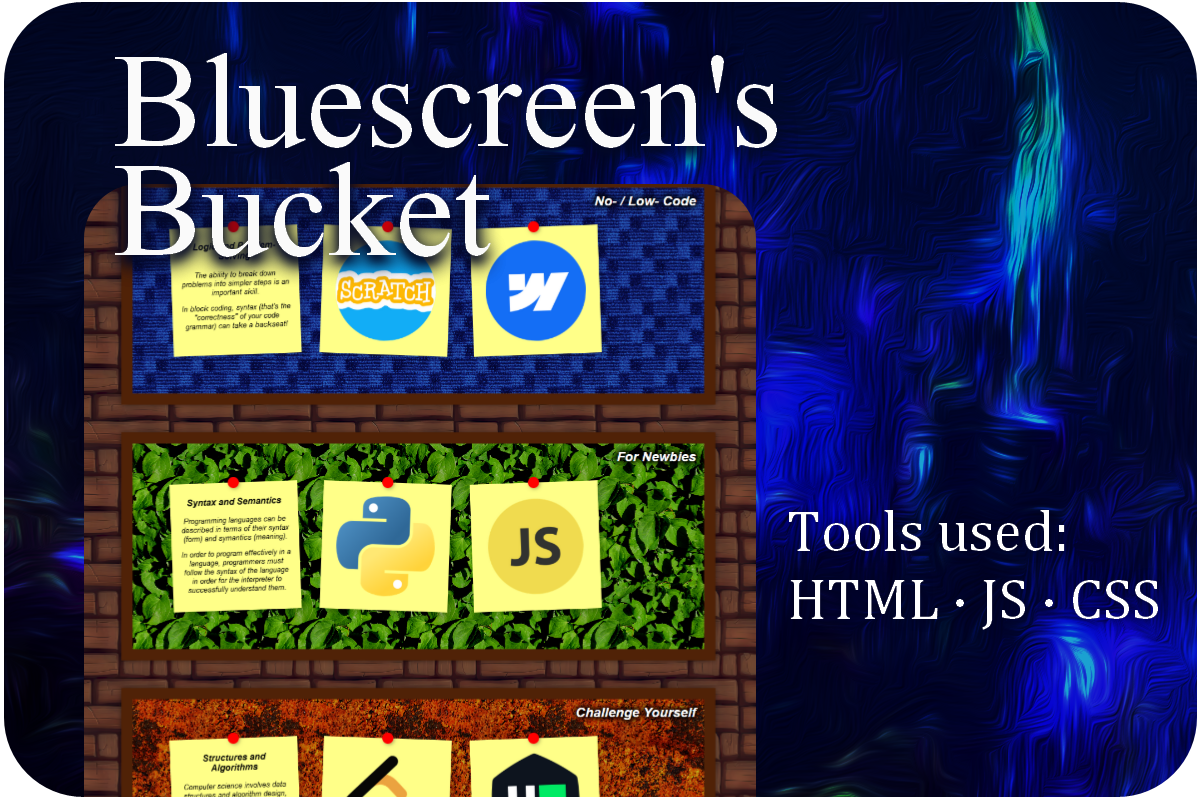 Bluescreen's
Bucket
No- / Low- Code
The ability to break down
problems into simpler steps is an
important skill.
In block coding, syntax (that's the
"correctness" of your code
grammar) can take a backseat!
SCRATCH
For Newbies
Syntax and Semantics
Programming languages can be
described in terms of their syntax
(form) and symantics (meaning).
In order to program effectively in a
language, programmers must
follow the syntax of the language
in order for the interpreter to
successfully understand them.
JS
Tools used:
HTML · JS · CSS
Challenge Yourself
Structures and
Algorithms
Computer science involves data
structures and algorithm design,